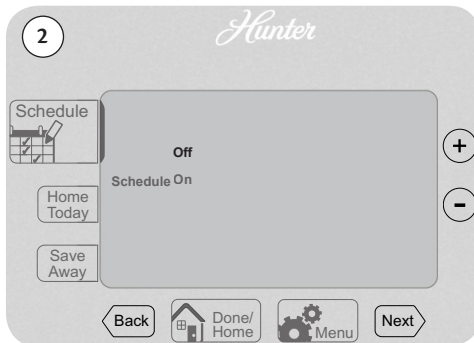 2
Hunter
Schedule
Off
Schedule On
+
Home
Today
-
Save
Away
Back
Done/
Home
Menu
Next